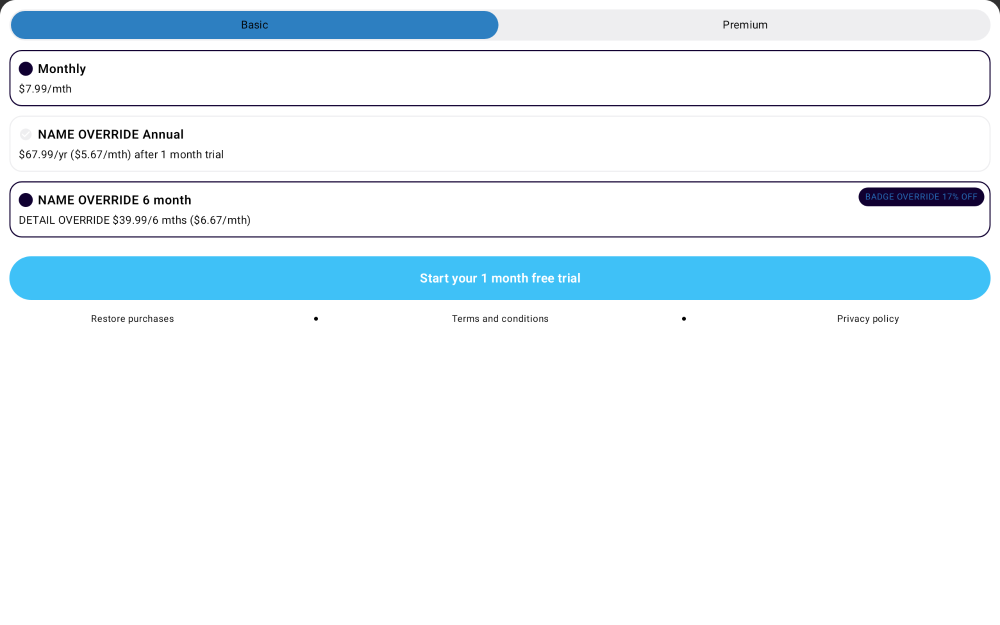 Basic
Premium
Monthly
$7.99/mth
NAME OVERRIDE Annual
$67.99/yr ($5.67/mth) after 1 month trial
NAME OVERRIDE 6 month
BADGE OVERRIDE 17% OFF
DETAIL OVERRIDE $39.99/6 mths ($6.67/mth)
Start your 1 month free trial
Restore purchases
Terms and conditions
Privacy policy